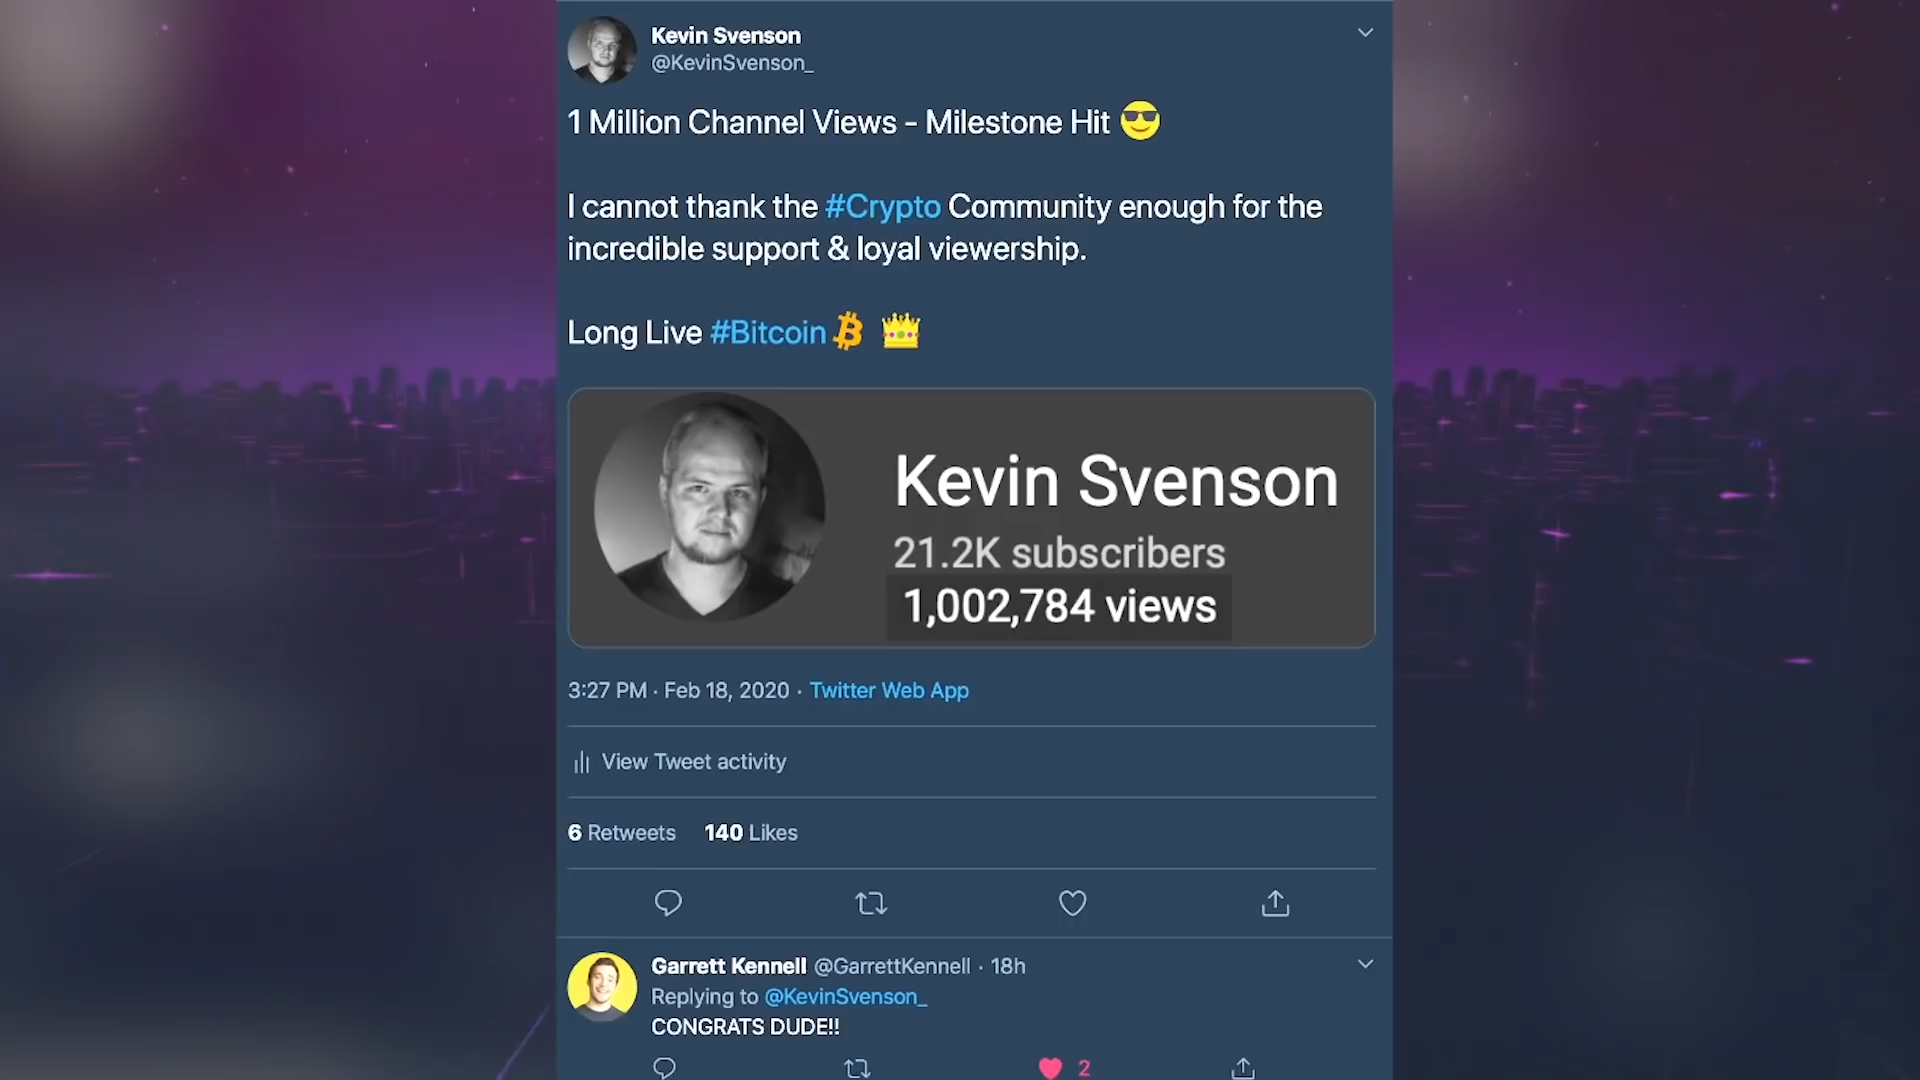 Kevin Svenson
@KevinSvenson_
1 Million Channel Views - Milestone Hit 😎
I cannot thank the #Crypto Community enough for the
incredible support & loyal viewership.
Long Live #Bitcoin 👑
Kevin Svenson
21.2K subscribers
1,002,784 views
3:27 PM · Feb 18, 2020 · Twitter Web App
View Tweet activity
6 Retweets 140 Likes
Garrett Kennell @GarrettKennell · 18h
Replying to @KevinSvenson_
CONGRATS DUDE!!
2